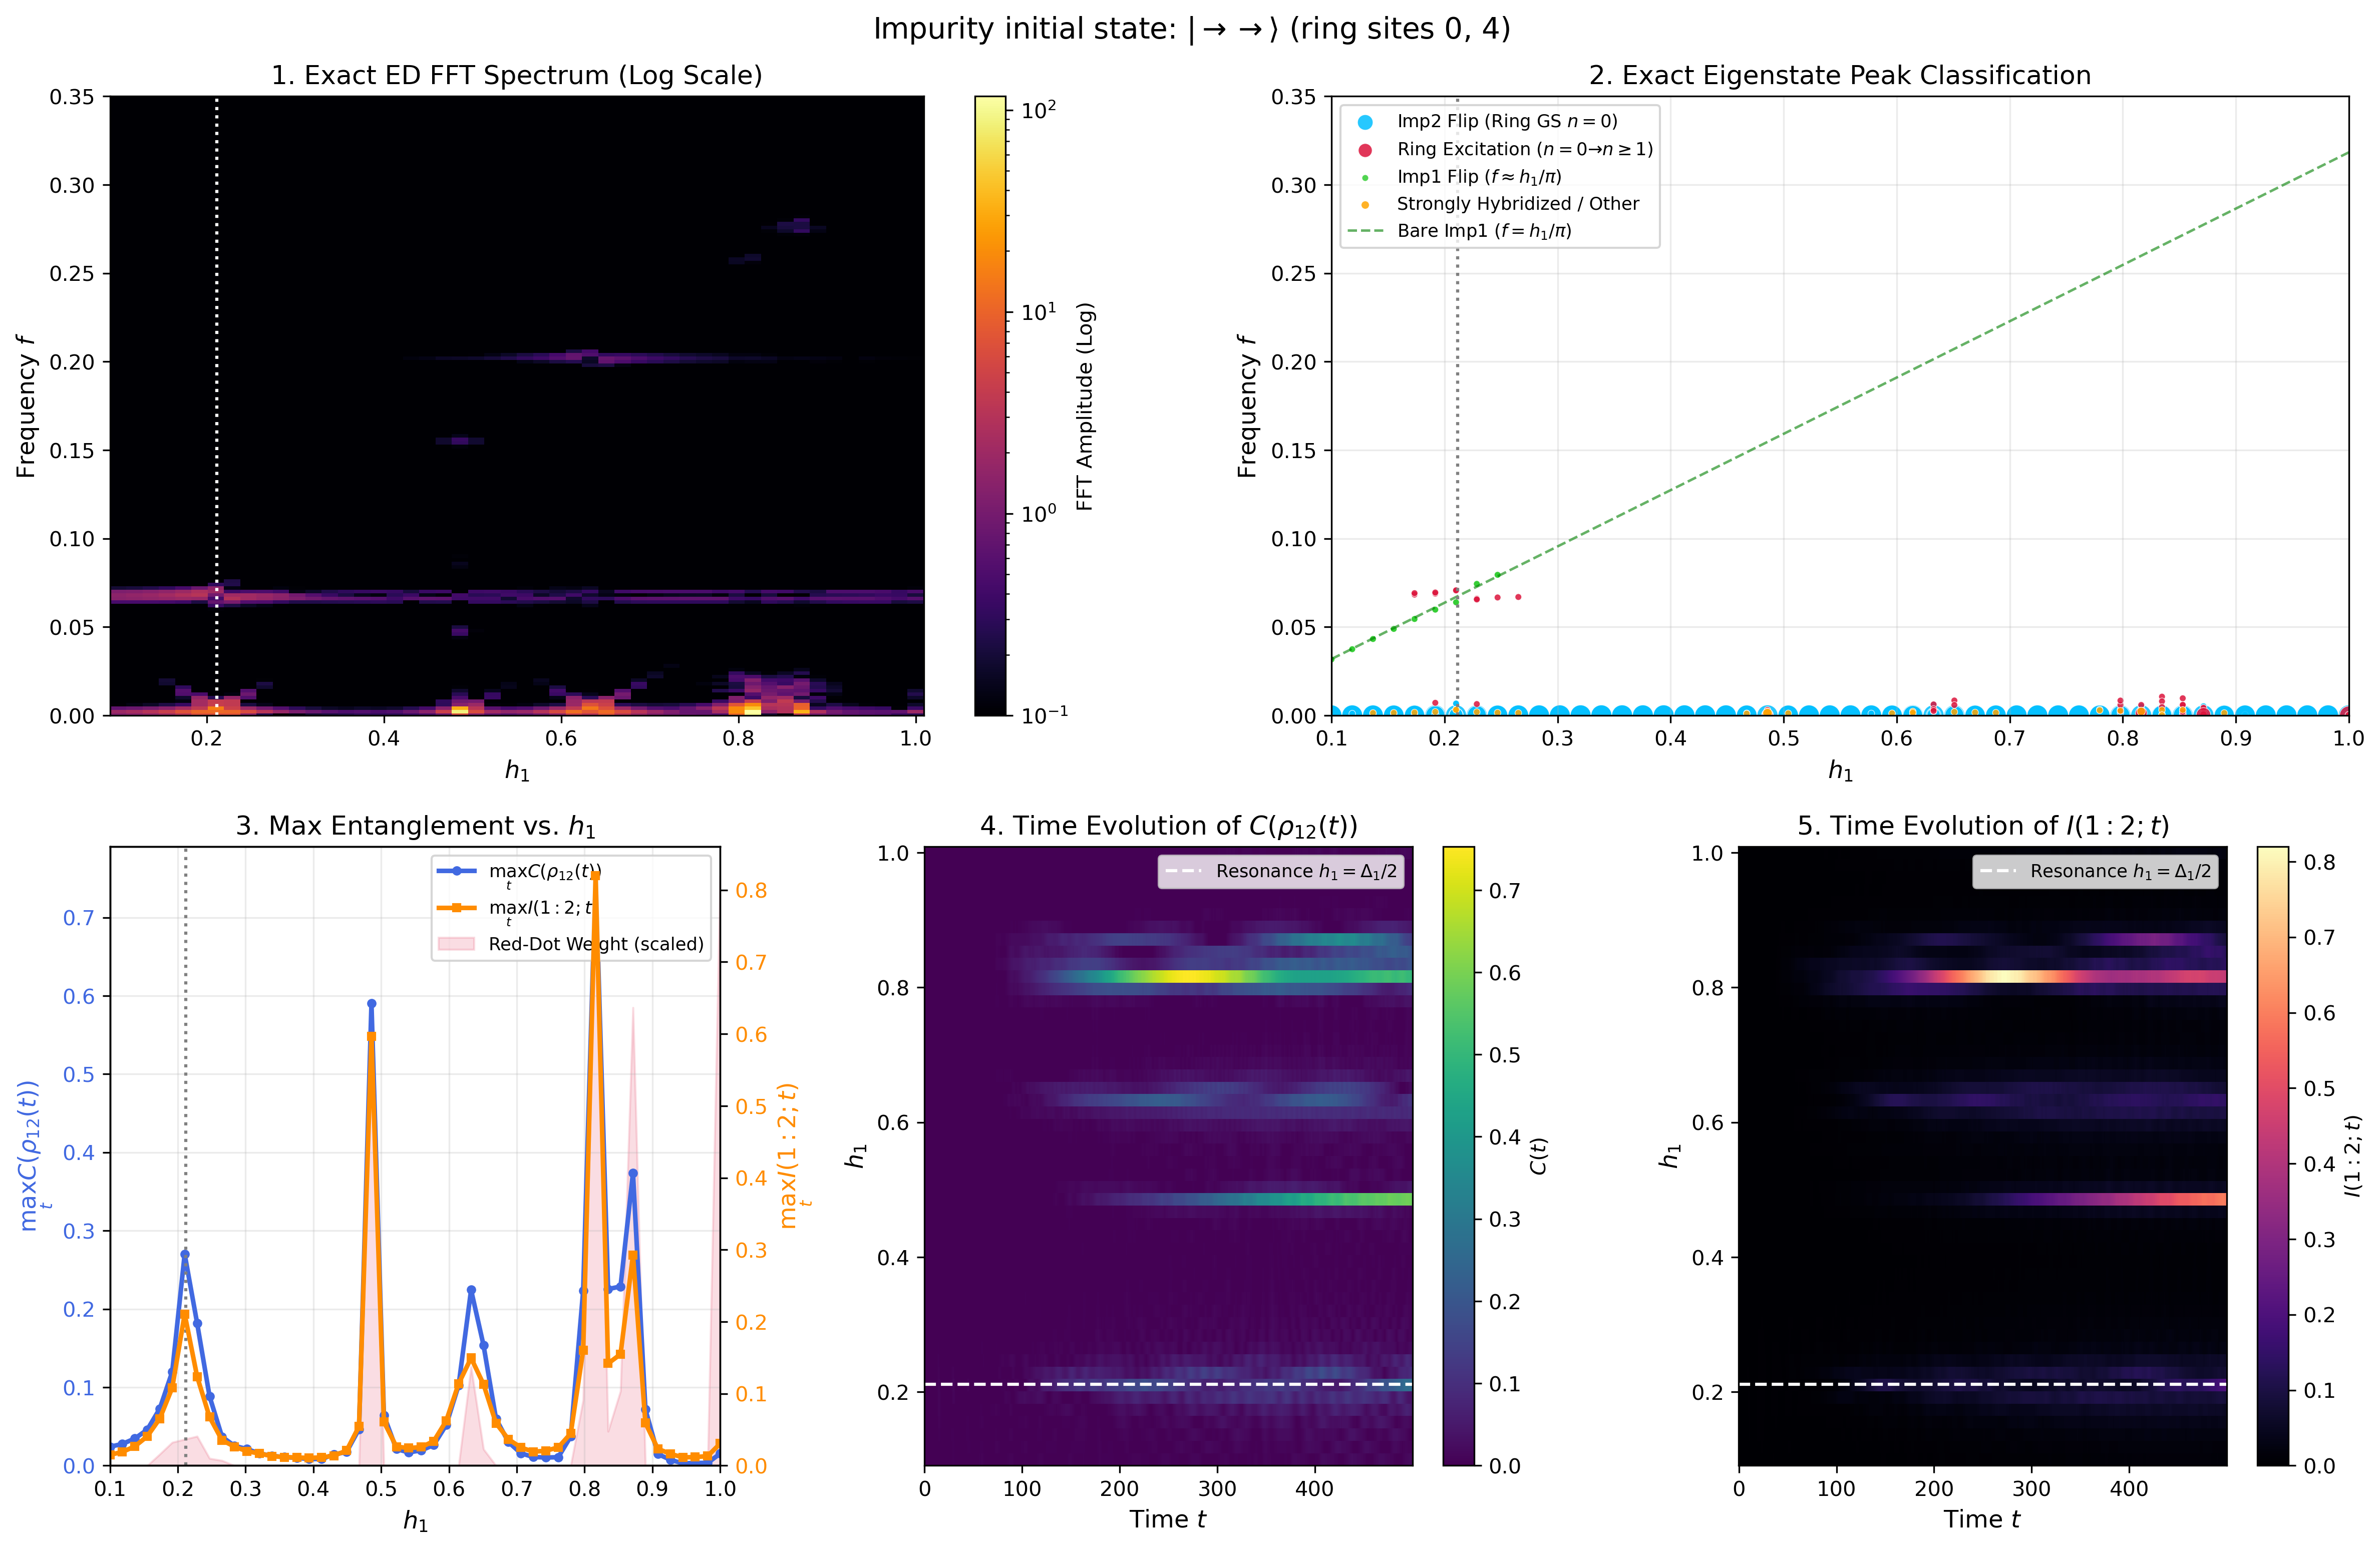 Impurity initial state: |→→⟩ (ring sites 0, 4)
1. Exact ED FFT Spectrum (Log Scale)
0.35
0.30
0.25
0.20
0.15
0.10
0.05
0.00
Frequency f
0.2
0.4
0.6
0.8
1.0
h₁
10²
10¹
10⁰
10⁻¹
FFT Amplitude (Log)
2. Exact Eigenstate Peak Classification
Imp2 Flip (Ring GS n = 0)
Ring Excitation (n = 0→n ≥ 1)
Imp1 Flip (f ≈ h₁/π)
Strongly Hybridized / Other
Bare Imp1 (f = h₁/π)
0.35
0.30
0.25
0.20
0.15
0.10
0.05
0.00
Frequency f
0.1
0.2
0.3
0.4
0.5
0.6
0.7
0.8
0.9
1.0
h₁
3. Max Entanglement vs. h₁
max C(ρ₁₂(t))
t
max I(1 : 2; t)
t
Red-Dot Weight (scaled)
0.7
0.6
0.5
0.4
0.3
0.2
0.1
0.0
max C(ρ₁₂(t))
t
0.8
0.7
0.6
0.5
0.4
0.3
0.2
0.1
0.0
max I(1 : 2; t)
t
0.1
0.2
0.3
0.4
0.5
0.6
0.7
0.8
0.9
1.0
h₁
4. Time Evolution of C(ρ₁₂(t))
Resonance h₁ = Δ₁/2
1.0
0.8
0.6
0.4
0.2
h₁
0
100
200
300
400
Time t
0.7
0.6
0.5
0.4
0.3
0.2
0.1
0.0
C(t)
5. Time Evolution of I(1 : 2; t)
Resonance h₁ = Δ₁/2
1.0
0.8
0.6
0.4
0.2
h₁
0
100
200
300
400
Time t
0.8
0.7
0.6
0.5
0.4
0.3
0.2
0.1
0.0
I(1 : 2; t)